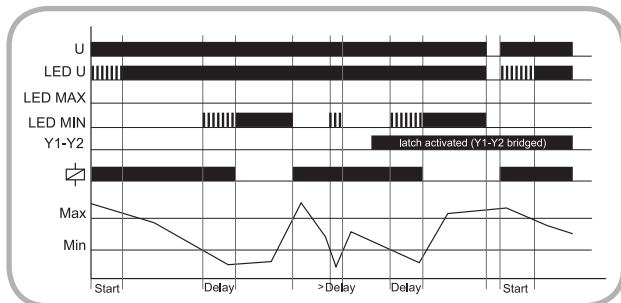 U
LED U
LED MAX
LED MIN
Y1-Y2
latch activated (Y1-Y2 bridged)
Max
Min
Start
Delay
>Delay
Delay
Start